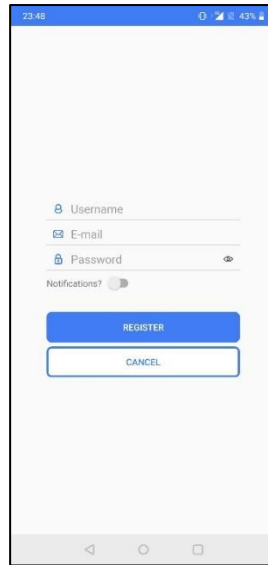 23:48 43%
Username
E-mail
Password
Notifications?
REGISTER
CANCEL